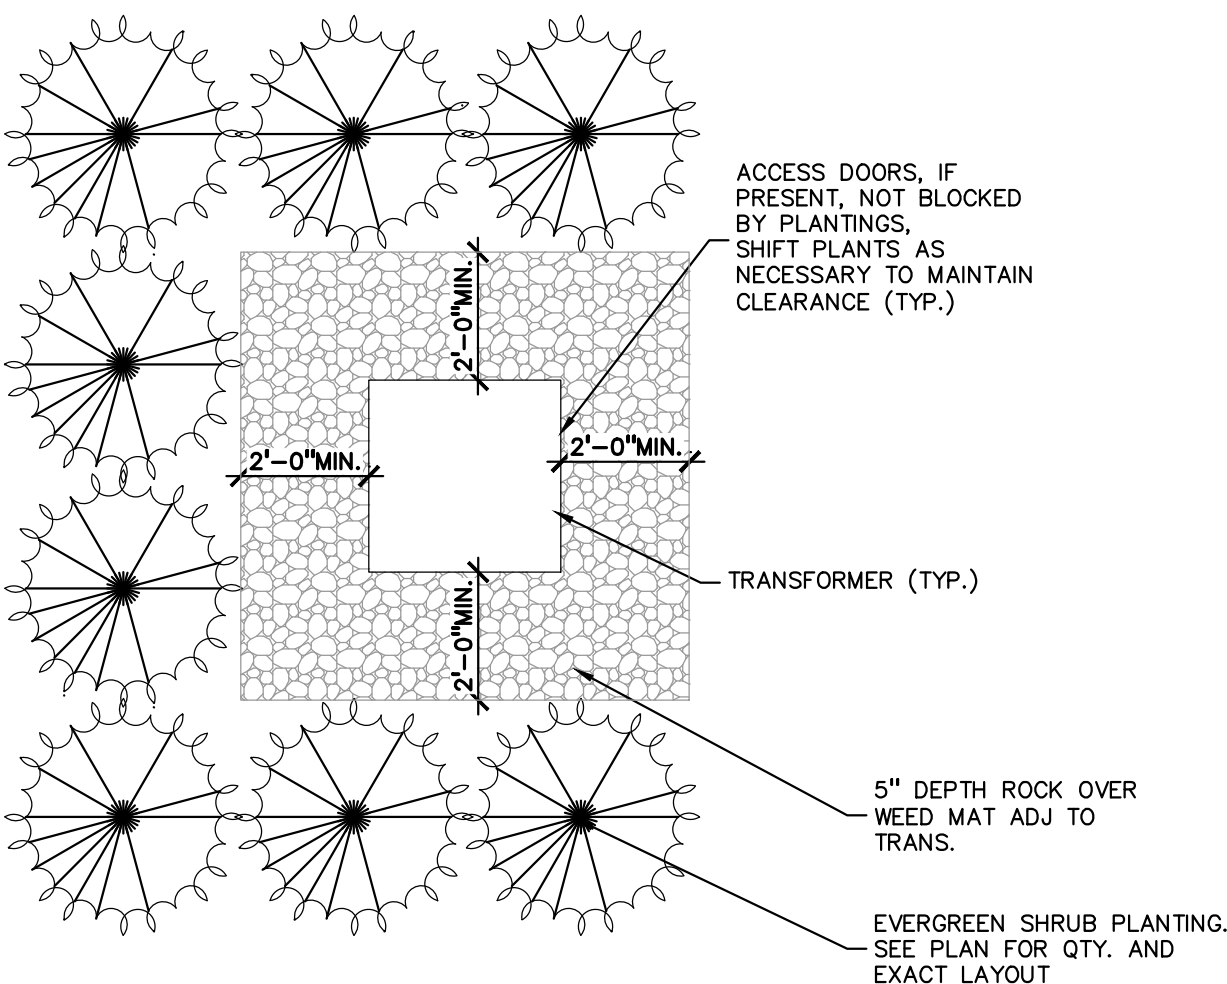 ACCESS DOORS, IF
PRESENT, NOT BLOCKED
BY PLANTINGS,
SHIFT PLANTS AS
NECESSARY TO MAINTAIN
CLEARANCE (TYP.)
2'-0"MIN.
2'-0"MIN.
2'-0"MIN.
2'-0"MIN.
TRANSFORMER (TYP.)
5" DEPTH ROCK OVER
WEED MAT ADJ TO
TRANS.
EVERGREEN SHRUB PLANTING.
SEE PLAN FOR QTY. AND
EXACT LAYOUT